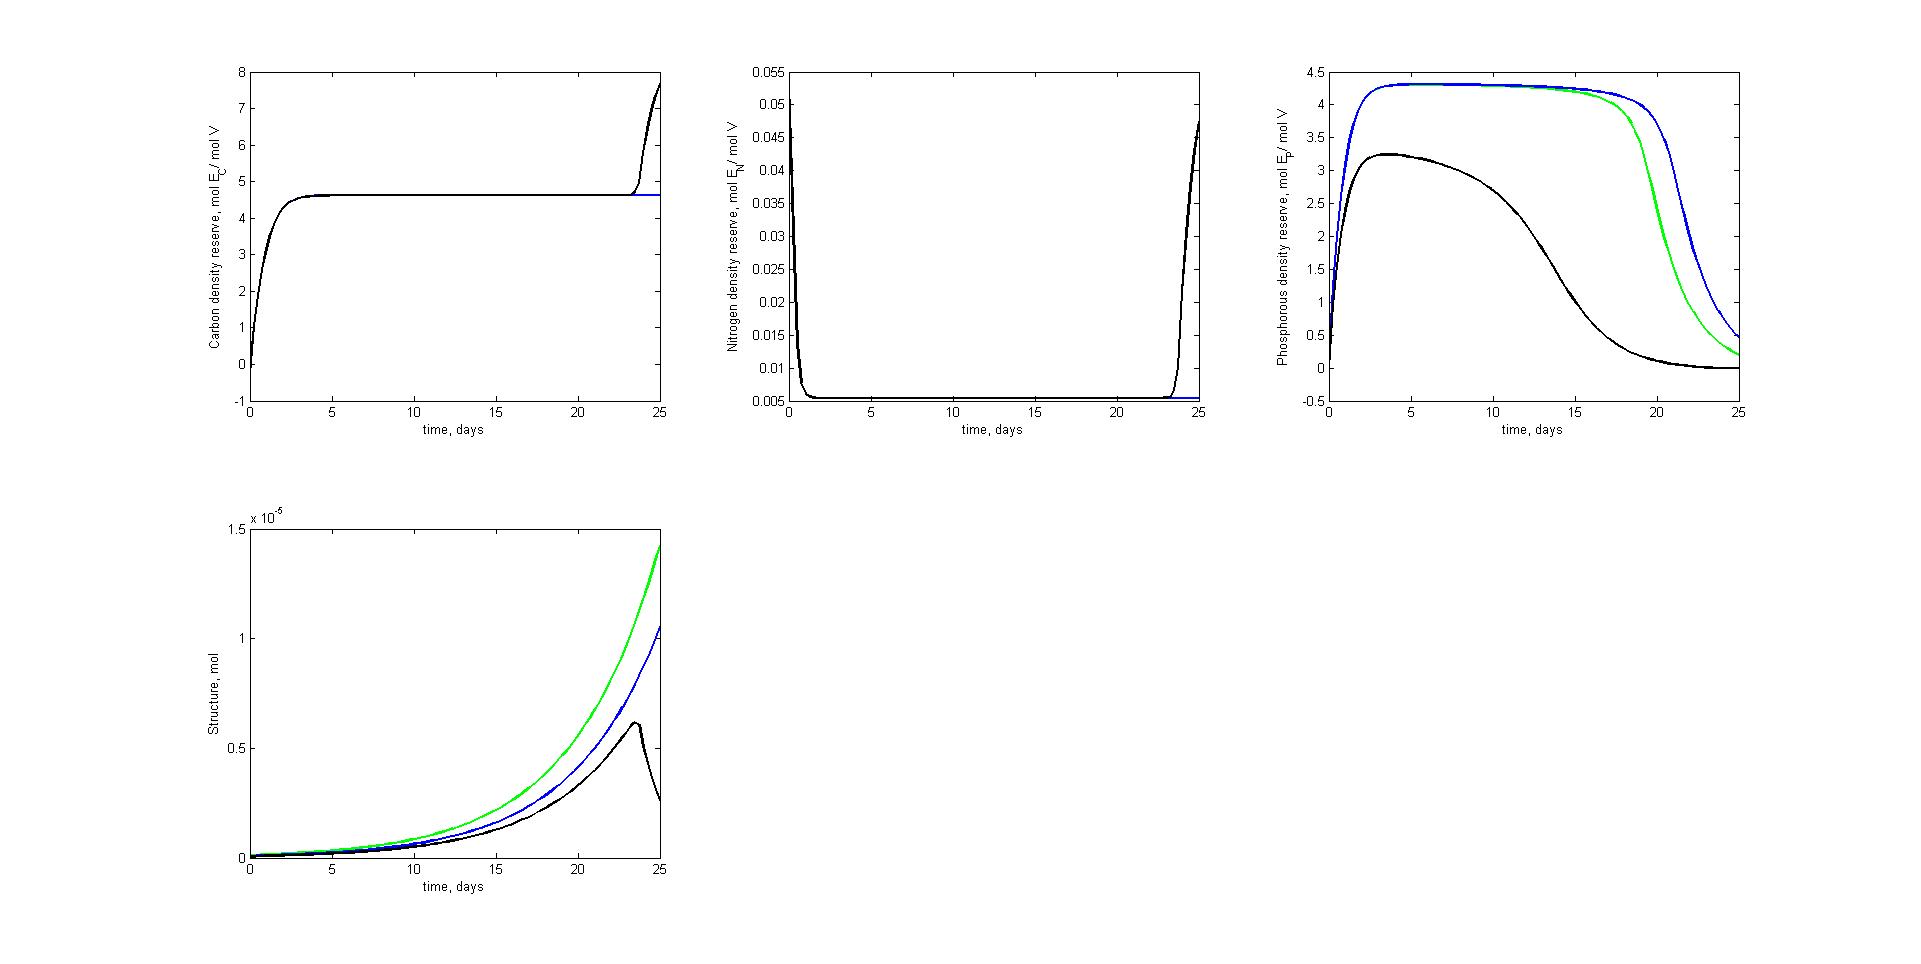 8
7
6
5
4
3
2
1
0
-1
Carbon density reserve, mol E_C/ mol V
0 5 10 15 20 25
time, days
0.055
0.05
0.045
0.04
0.035
0.03
0.025
0.02
0.015
0.01
0.005
Nitrogen density reserve, mol E_N/ mol V
0 5 10 15 20 25
time, days
4.5
4
3.5
3
2.5
2
1.5
1
0.5
0
-0.5
Phosphorous density reserve, mol E_P/ mol V
0 5 10 15 20 25
time, days
x 10^-5
1.5
1
0.5
0
Structure, mol
0 5 10 15 20 25
time, days